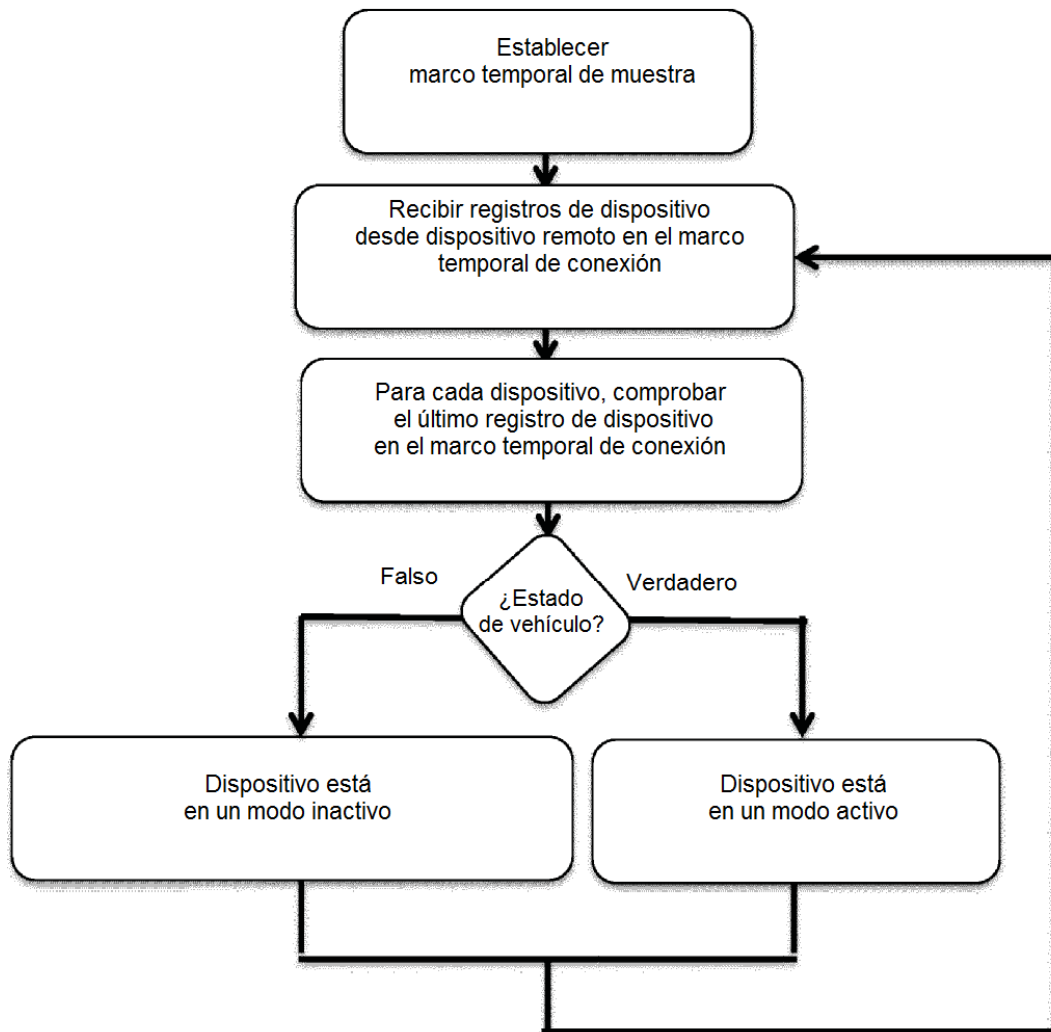 Establecer
marco temporal de muestra
Recibir registros de dispositivo
desde dispositivo remoto en el marco
temporal de conexión
Para cada dispositivo, comprobar
el último registro de dispositivo
en el marco temporal de conexión
Falso
Verdadero
¿Estado
de vehículo?
Dispositivo está
en un modo inactivo
Dispositivo está
en un modo activo